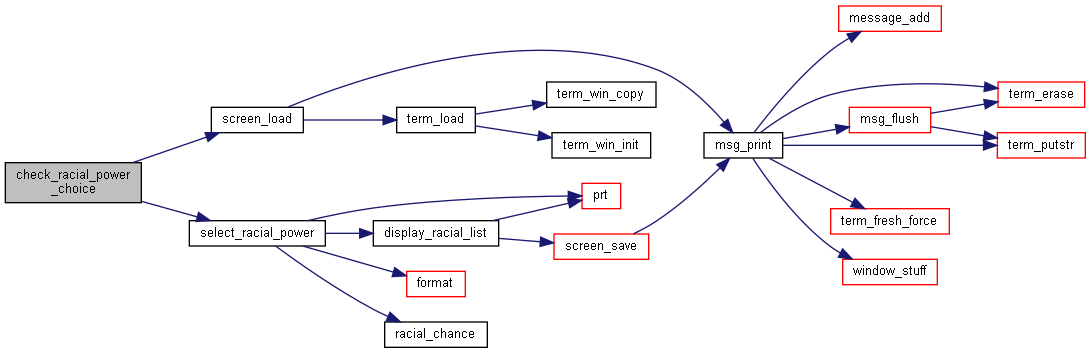 check_racial_power
_choice
screen_load
select_racial_power
term_load
display_racial_list
format
racial_chance
term_win_copy
term_win_init
prt
screen_save
msg_print
message_add
msg_flush
term_erase
term_putstr
term_fresh_force
window_stuff